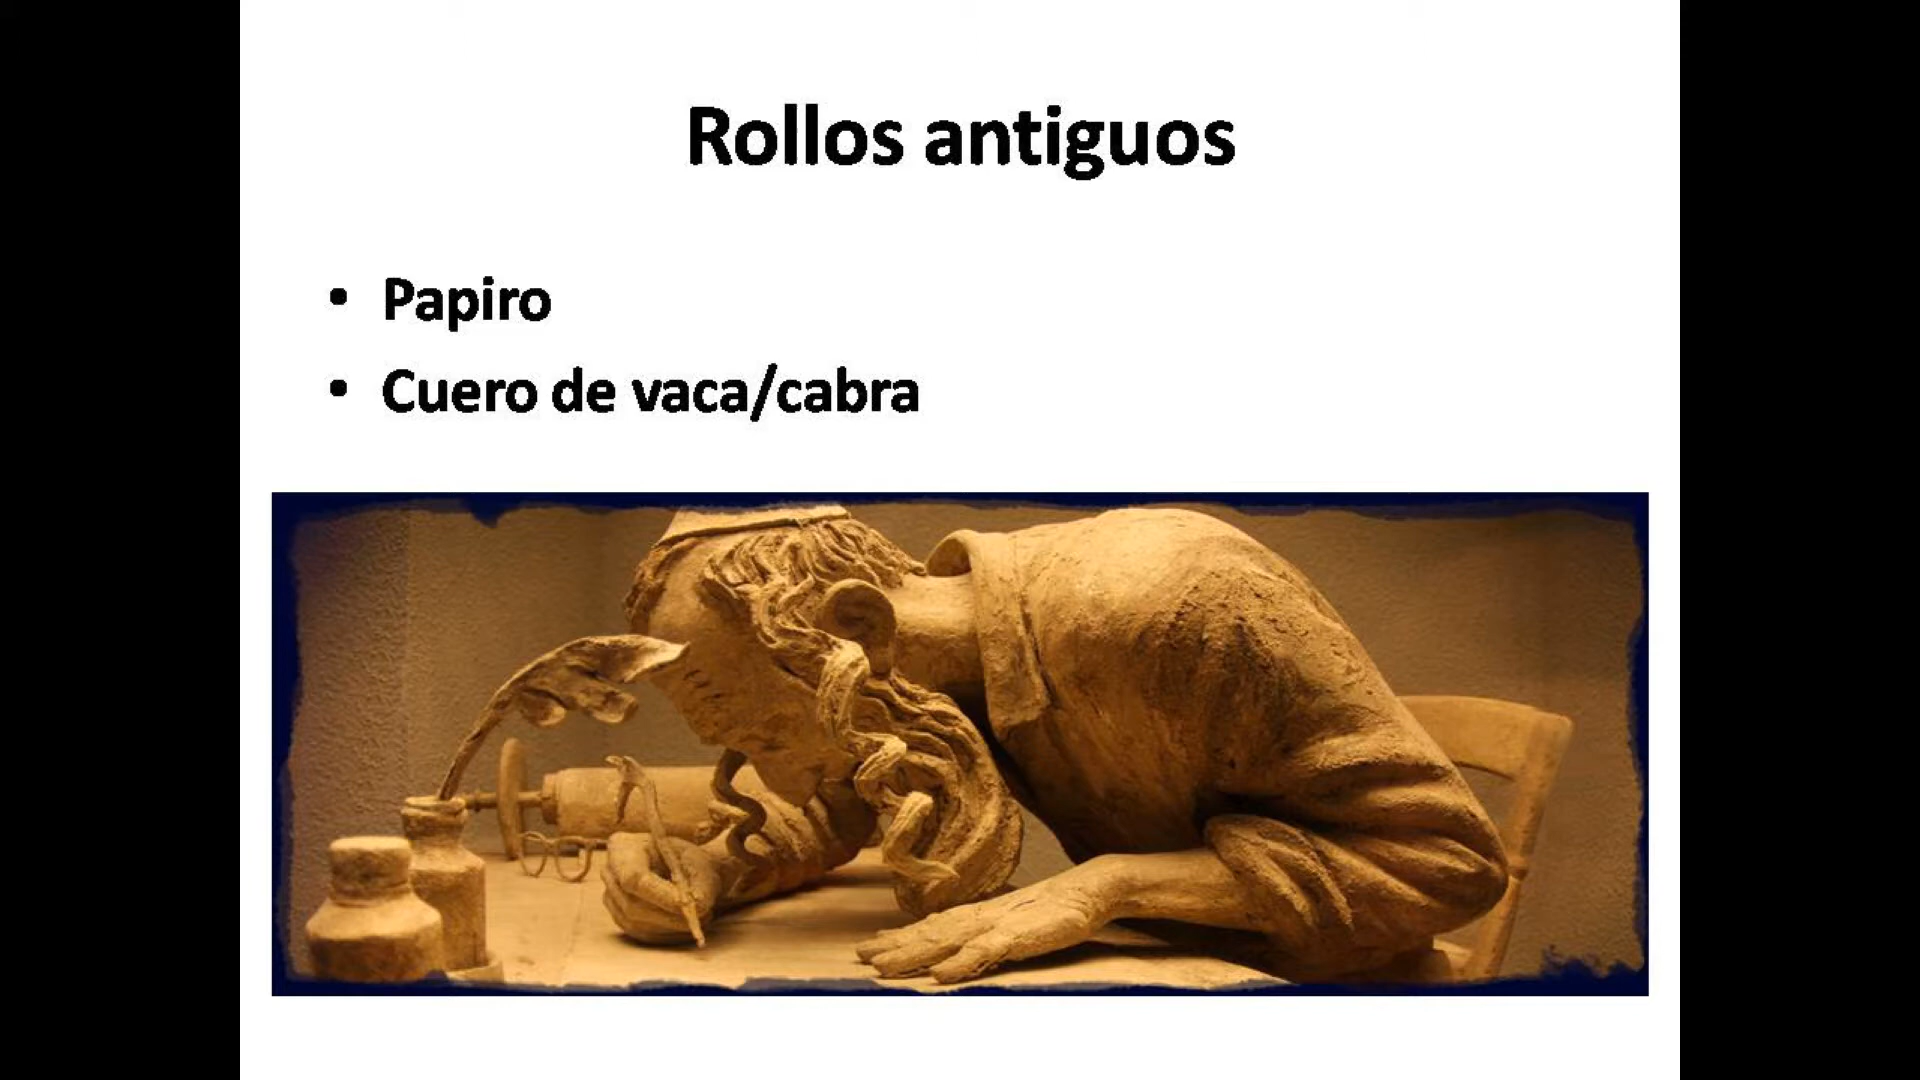 Rollos antiguos
• Papiro
• Cuero de vaca/cabra